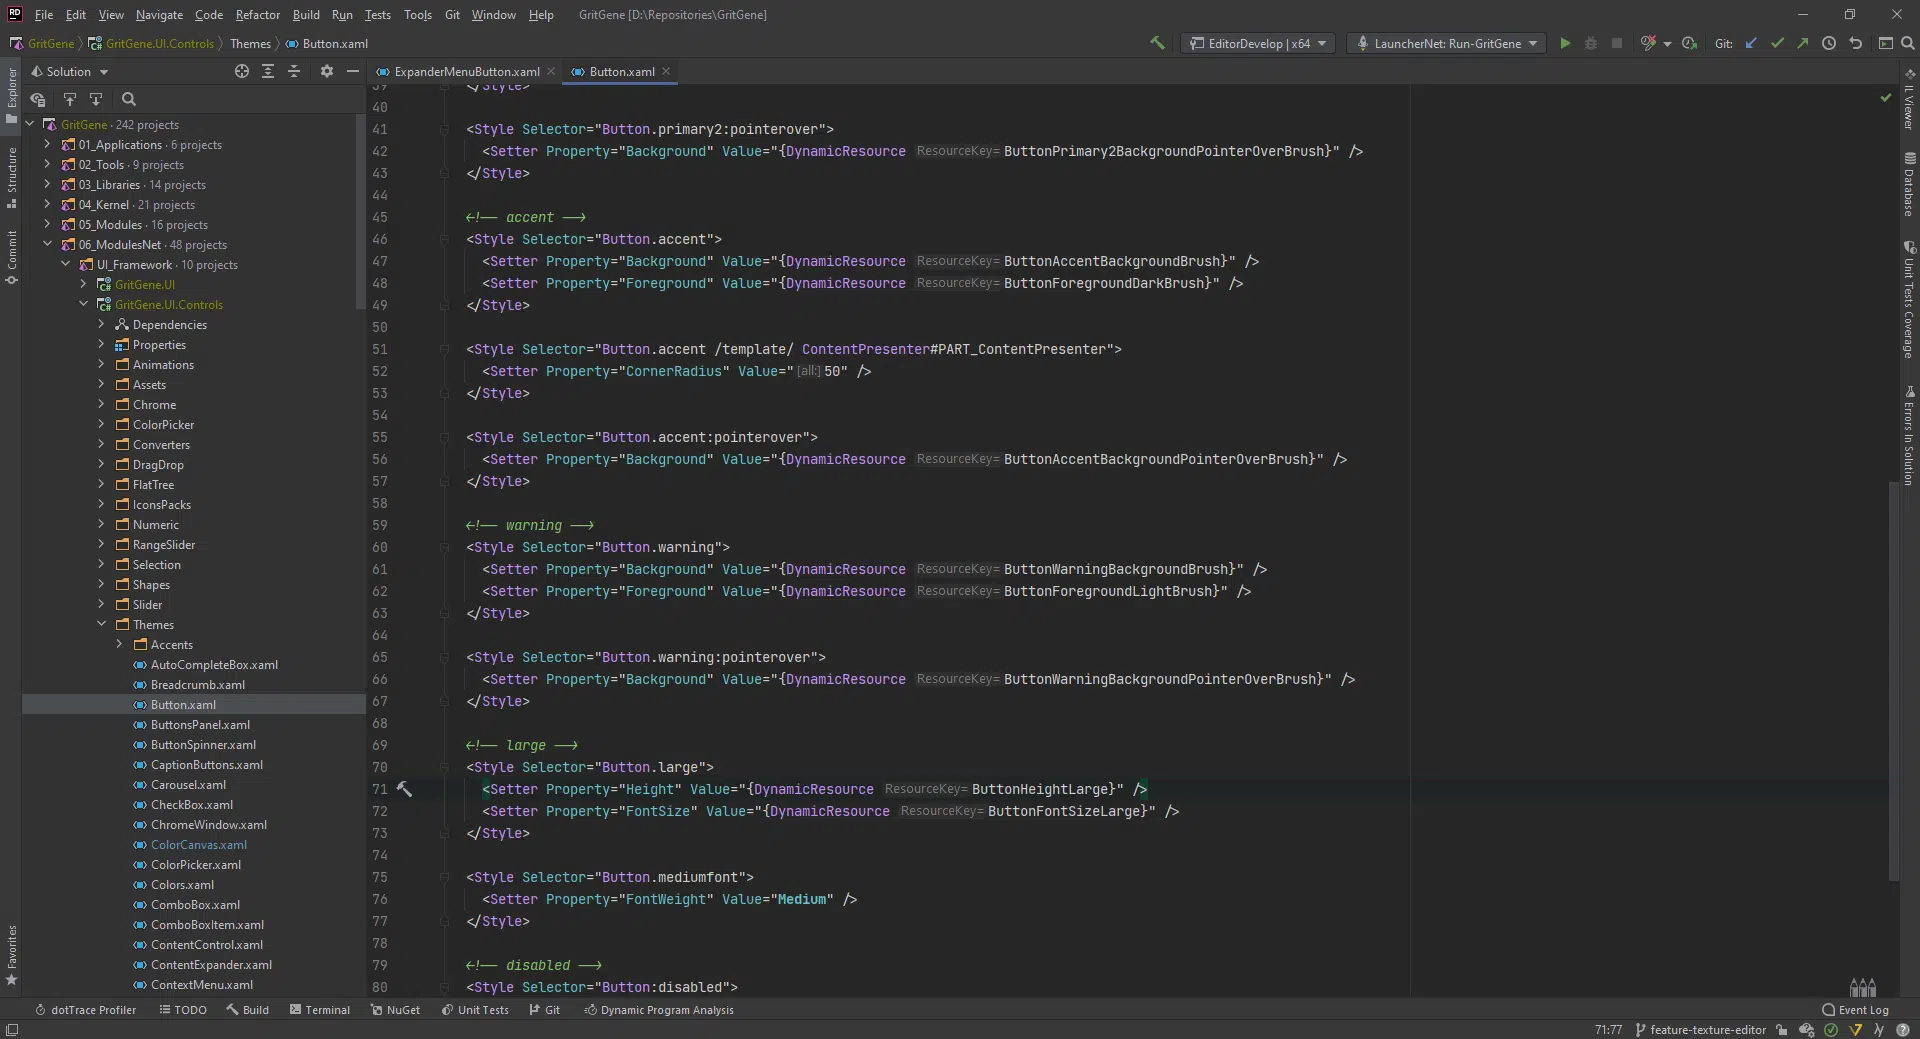 RD File Edit View Navigate Code Refactor Build Run Tests Tools Git Window Help GritGene [D:\Repositories\GritGene]
GritGene GritGene.UI.Controls Themes Button.xaml EditorDevelop | x64 LauncherNet: Run-GritGene Git:
Solution ExpanderMenuButton.xaml Button.xaml
Explorer
Structure
Commit
Favorites
GritGene · 242 projects
01_Applications · 6 projects
02_Tools · 9 projects
03_Libraries · 14 projects
04_Kernel · 21 projects
05_Modules · 16 projects
06_ModulesNet · 48 projects
UI_Framework · 10 projects
GritGene.UI
GritGene.UI.Controls
Dependencies
Properties
Animations
Assets
Chrome
ColorPicker
Converters
DragDrop
FlatTree
IconsPacks
Numeric
RangeSlider
Selection
Shapes
Slider
Themes
Accents
AutoCompleteBox.xaml
Breadcrumb.xaml
Button.xaml
ButtonsPanel.xaml
ButtonSpinner.xaml
CaptionButtons.xaml
Carousel.xaml
CheckBox.xaml
ChromeWindow.xaml
ColorCanvas.xaml
ColorPicker.xaml
Colors.xaml
ComboBox.xaml
ComboBoxItem.xaml
ContentControl.xaml
ContentExpander.xaml
ContextMenu.xaml
39 </Style>
40
41 <Style Selector="Button.primary2:pointerover">
42 <Setter Property="Background" Value="{DynamicResource ResourceKey= ButtonPrimary2BackgroundPointerOverBrush}" />
43 </Style>
44
45 <!-- accent -->
46 <Style Selector="Button.accent">
47 <Setter Property="Background" Value="{DynamicResource ResourceKey= ButtonAccentBackgroundBrush}" />
48 <Setter Property="Foreground" Value="{DynamicResource ResourceKey= ButtonForegroundDarkBrush}" />
49 </Style>
50
51 <Style Selector="Button.accent /template/ ContentPresenter#PART_ContentPresenter">
52 <Setter Property="CornerRadius" Value="[all:]50" />
53 </Style>
54
55 <Style Selector="Button.accent:pointerover">
56 <Setter Property="Background" Value="{DynamicResource ResourceKey= ButtonAccentBackgroundPointerOverBrush}" />
57 </Style>
58
59 <!-- warning -->
60 <Style Selector="Button.warning">
61 <Setter Property="Background" Value="{DynamicResource ResourceKey= ButtonWarningBackgroundBrush}" />
62 <Setter Property="Foreground" Value="{DynamicResource ResourceKey= ButtonForegroundLightBrush}" />
63 </Style>
64
65 <Style Selector="Button.warning:pointerover">
66 <Setter Property="Background" Value="{DynamicResource ResourceKey= ButtonWarningBackgroundPointerOverBrush}" />
67 </Style>
68
69 <!-- large -->
70 <Style Selector="Button.large">
71 <Setter Property="Height" Value="{DynamicResource ResourceKey= ButtonHeightLarge}" />
72 <Setter Property="FontSize" Value="{DynamicResource ResourceKey= ButtonFontSizeLarge}" />
73 </Style>
74
75 <Style Selector="Button.mediumfont">
76 <Setter Property="FontWeight" Value="Medium" />
77 </Style>
78
79 <!-- disabled -->
80 <Style Selector="Button:disabled">
IL Viewer
Database
Unit Tests Coverage
Errors In Solution
dotTrace Profiler TODO Build Terminal NuGet Unit Tests Git Dynamic Program Analysis Event Log
71:77 feature-texture-editor